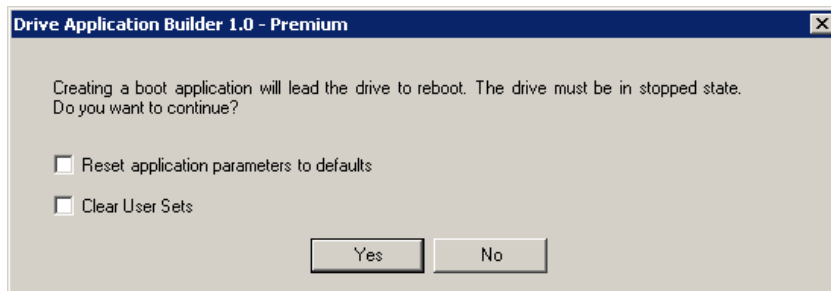 Drive Application Builder 1.0 - Premium
Creating a boot application will lead the drive to reboot. The drive must be in stopped state.
Do you want to continue?
Reset application parameters to defaults
Clear User Sets
Yes No